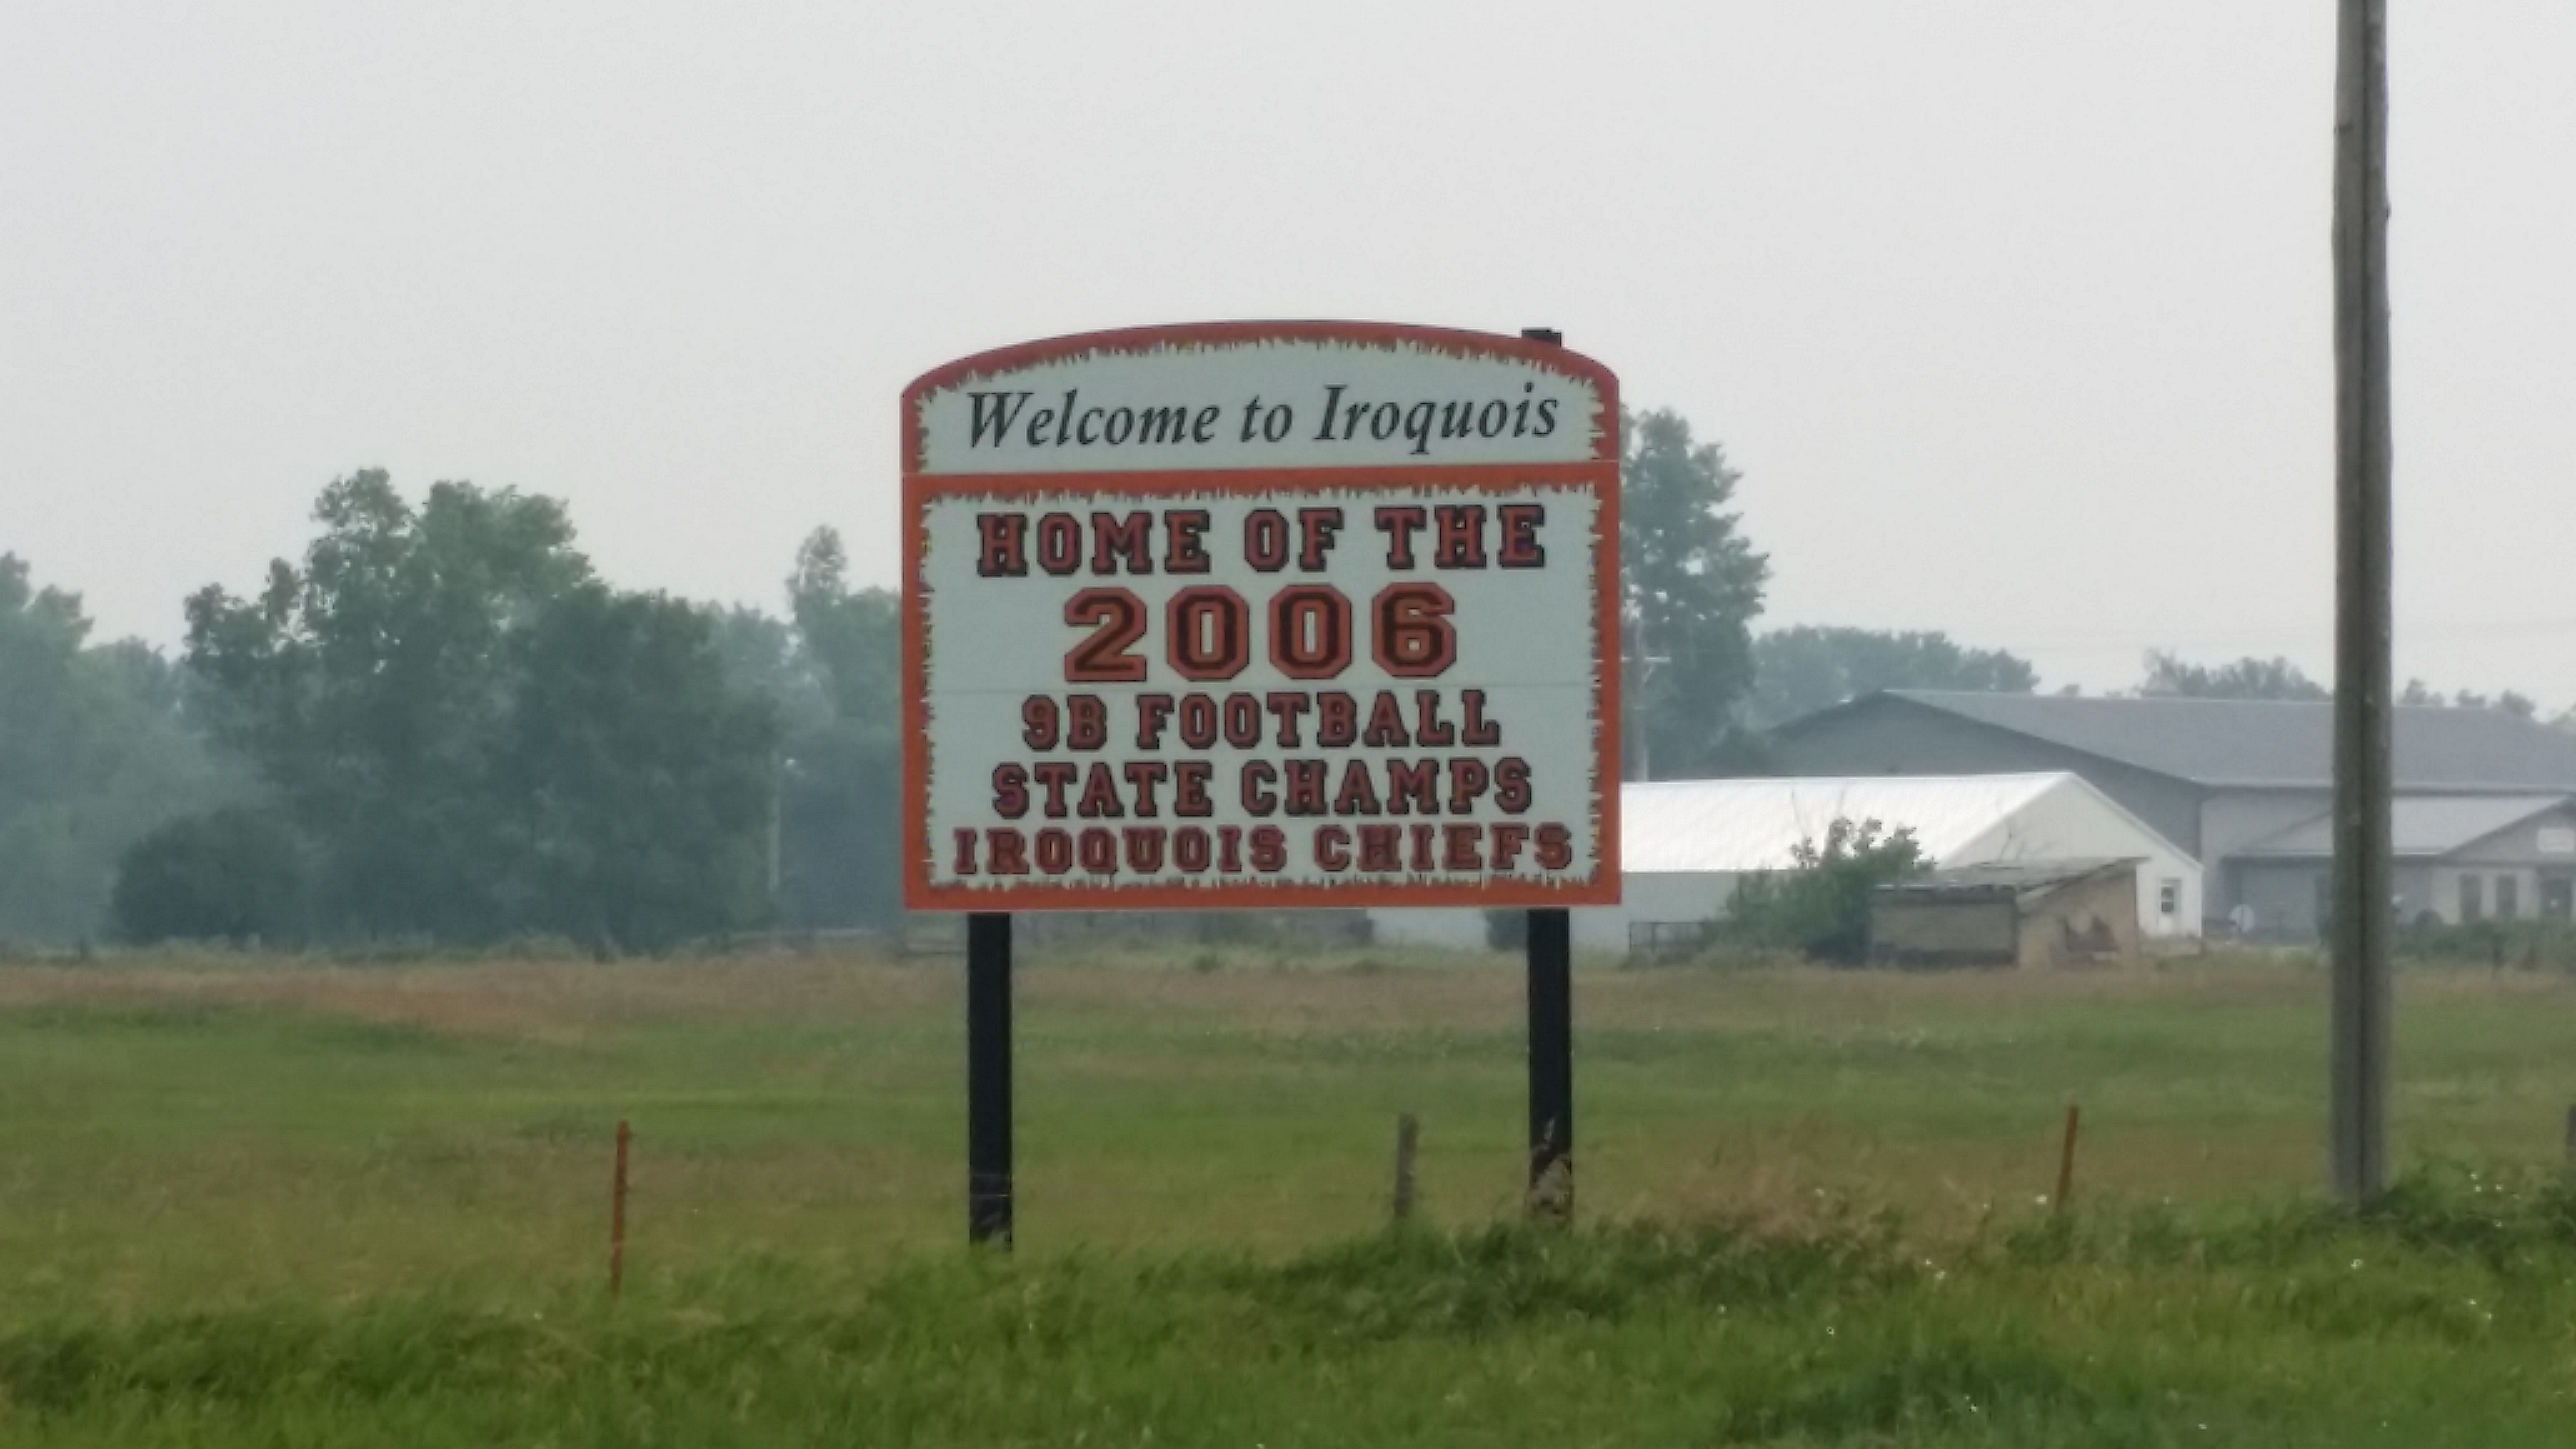 Welcome to Iroquois
HOME OF THE
2006
9B FOOTBALL
STATE CHAMPS
IROQUOIS CHIEFS